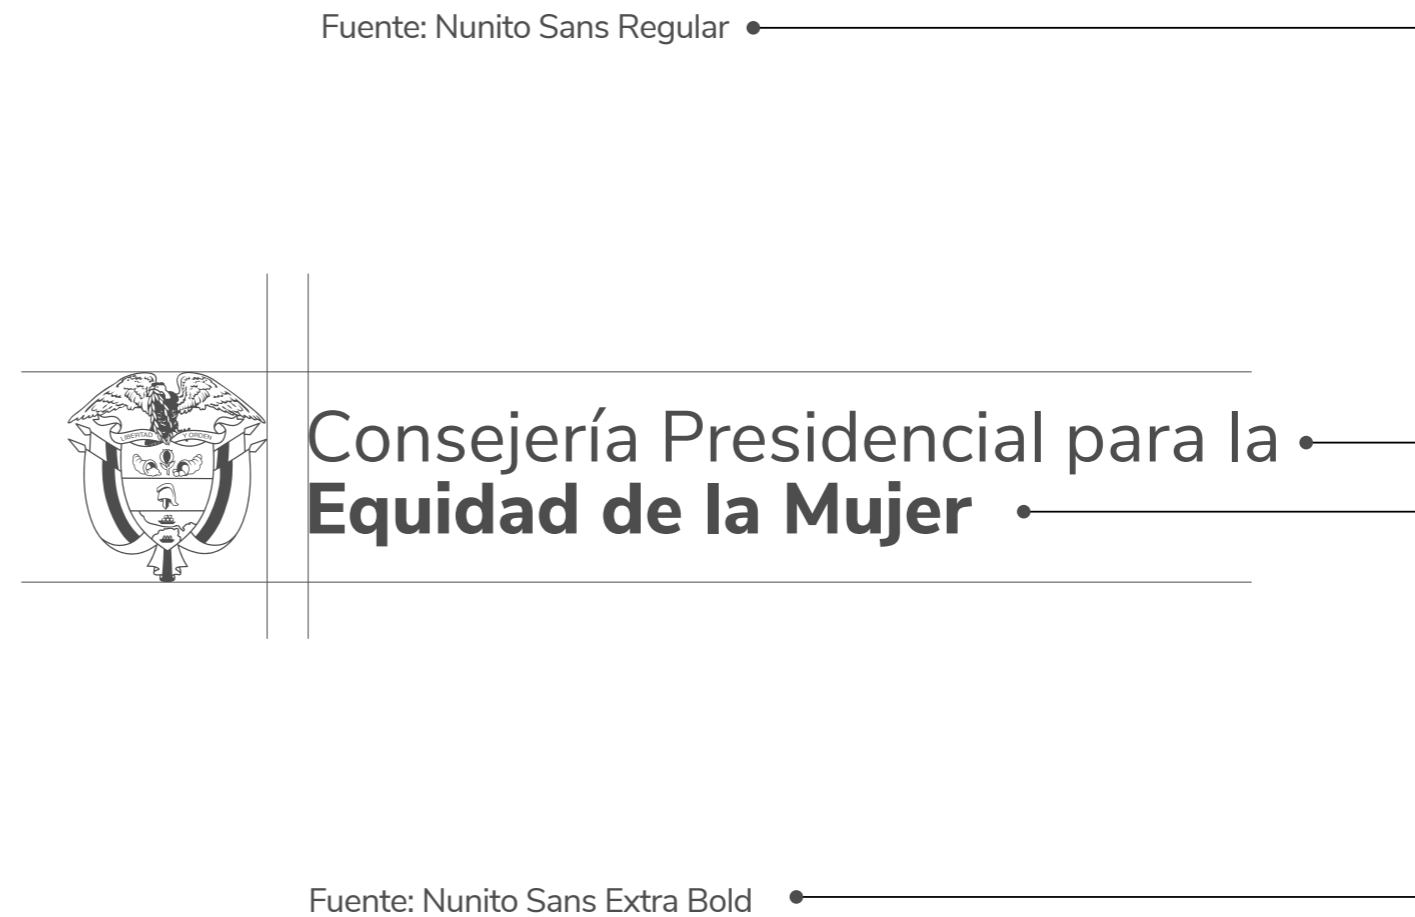 Fuente: Nunito Sans Regular
LIBERTAD Y ORDEN
Consejería Presidencial para la
Equidad de la Mujer
Fuente: Nunito Sans Extra Bold